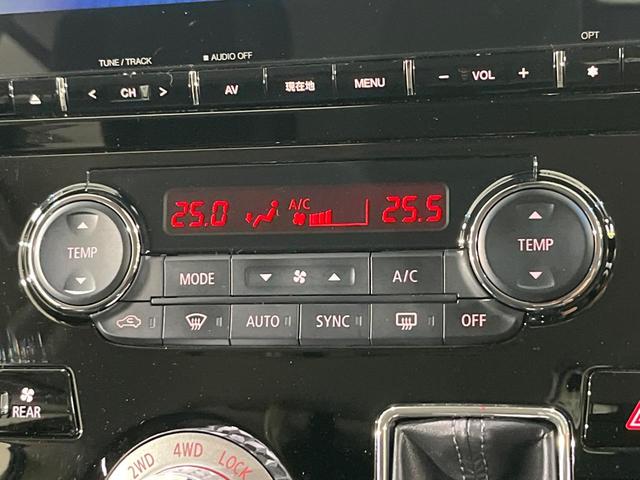 TUNE / TRACK
AUDIO OFF
OPT
CH
AV
現在地
MENU
− VOL +
25.0
A/C
25.5
TEMP
TEMP
MODE
A/C
AUTO
SYNC
OFF
REAR
2WD
4WD
LOCK